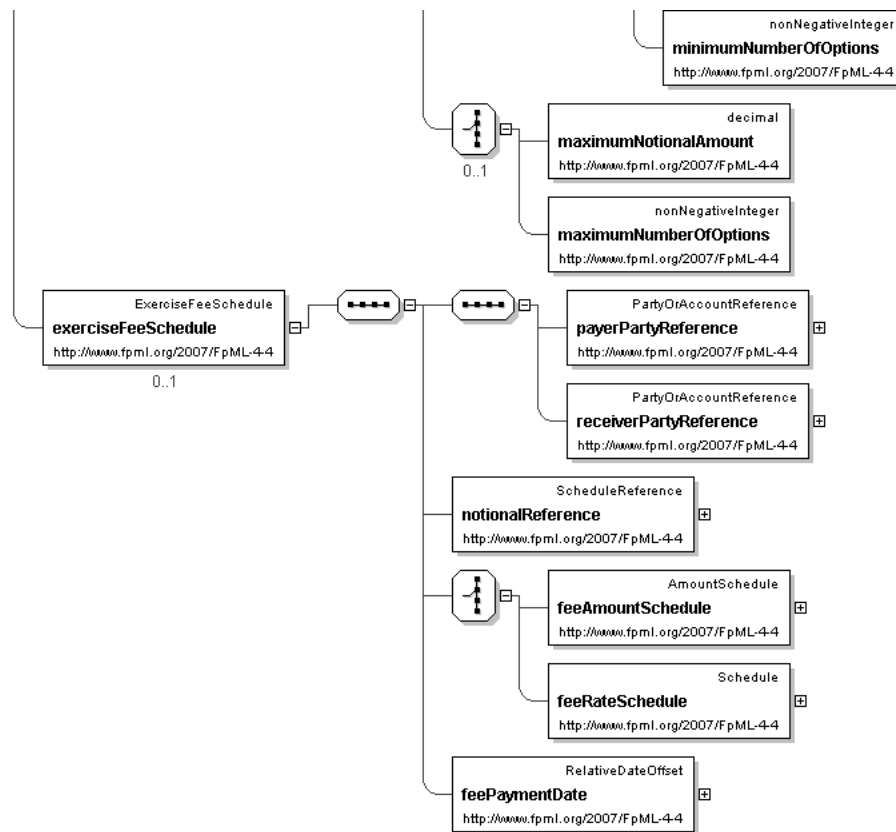 nonNegativeInteger
minimumNumberOfOptions
http://www.fpml.org/2007/FpML-4-4
decimal
maximumNotionalAmount
http://www.fpml.org/2007/FpML-4-4
0..1
nonNegativeInteger
maximumNumberOfOptions
http://www.fpml.org/2007/FpML-4-4
ExerciseFeeSchedule
exerciseFeeSchedule
http://www.fpml.org/2007/FpML-4-4
0..1
PartyOrAccountReference
payerPartyReference
http://www.fpml.org/2007/FpML-4-4
PartyOrAccountReference
receiverPartyReference
http://www.fpml.org/2007/FpML-4-4
ScheduleReference
notionalReference
http://www.fpml.org/2007/FpML-4-4
AmountSchedule
feeAmountSchedule
http://www.fpml.org/2007/FpML-4-4
Schedule
feeRateSchedule
http://www.fpml.org/2007/FpML-4-4
RelativeDateOffset
feePaymentDate
http://www.fpml.org/2007/FpML-4-4